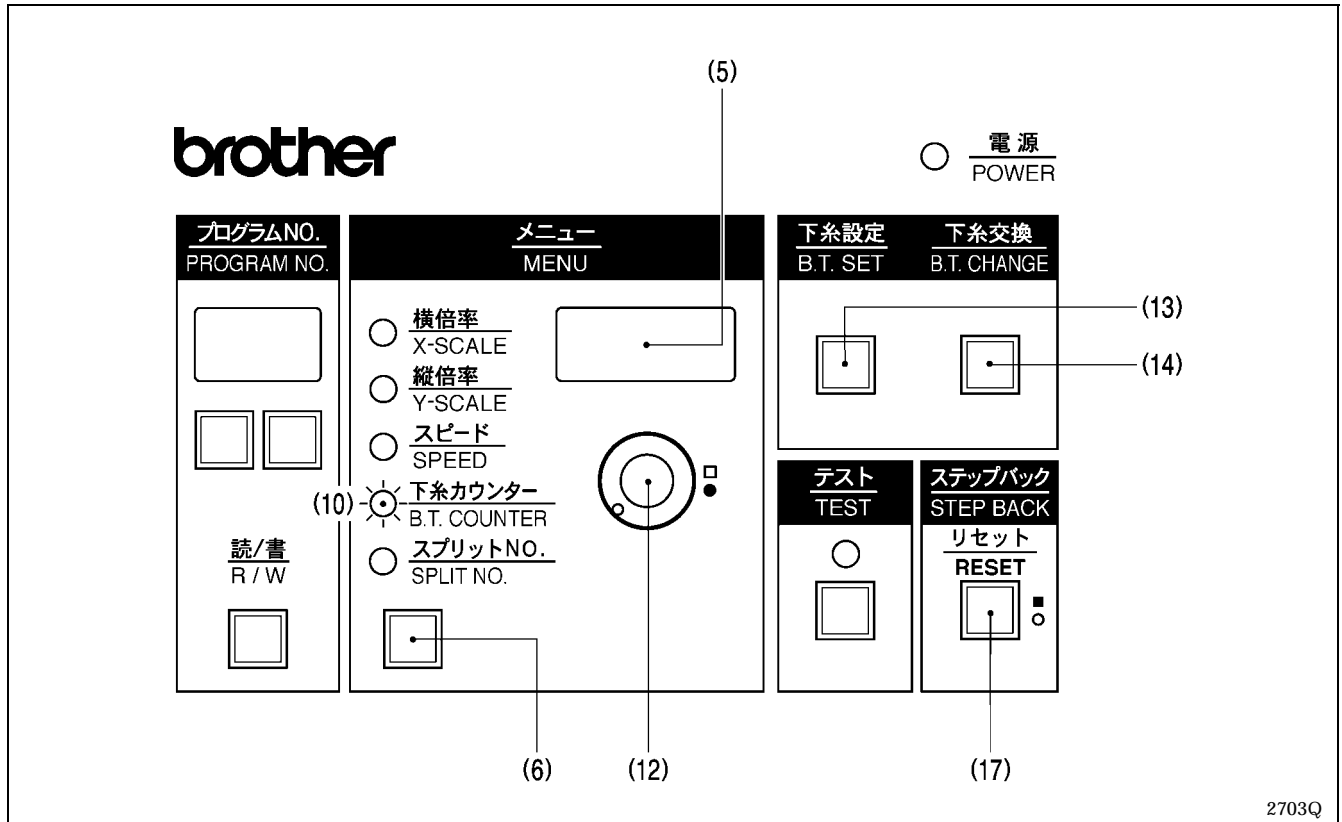 (5)
brother
電源
POWER
プログラムNO.
PROGRAM NO.
メニュー
MENU
下糸設定
B.T. SET
下糸交換
B.T. CHANGE
横倍率
X-SCALE
縦倍率
Y-SCALE
スピード
SPEED
(10)
下糸カウンター
B.T. COUNTER
スプリットNO.
SPLIT NO.
(13)
(14)
読/書
R / W
テスト
TEST
ステップバック
STEP BACK
リセット
RESET
(6)
(12)
(17)
2703Q